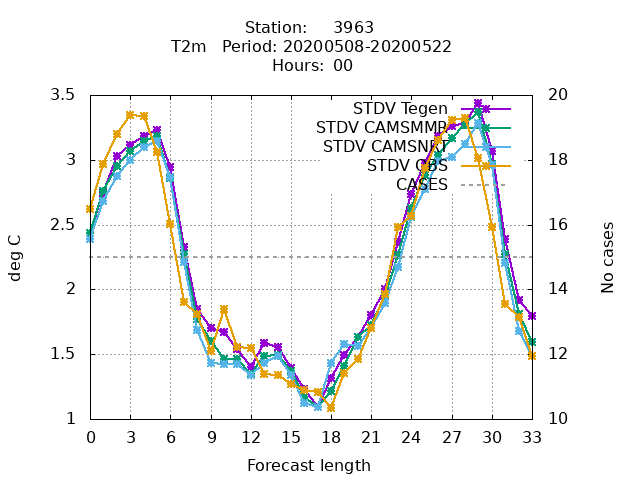 Station: 3963
T2m Period: 20200508-20200522
Hours: 00
3.5
3
2.5
2
1.5
1
20
18
16
14
12
10
deg C
No cases
STDV Tegen
STDV CAMSMMR
STDV CAMSNRT
STDV OBS
CASES
0 3 6 9 12 15 18 21 24 27 30 33
Forecast length